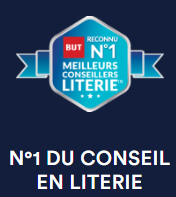 BUT
RECONNU
N°1
MEILLEURS
CONSEILLERS
LITERIE
N°1 DU CONSEIL
EN LITERIE